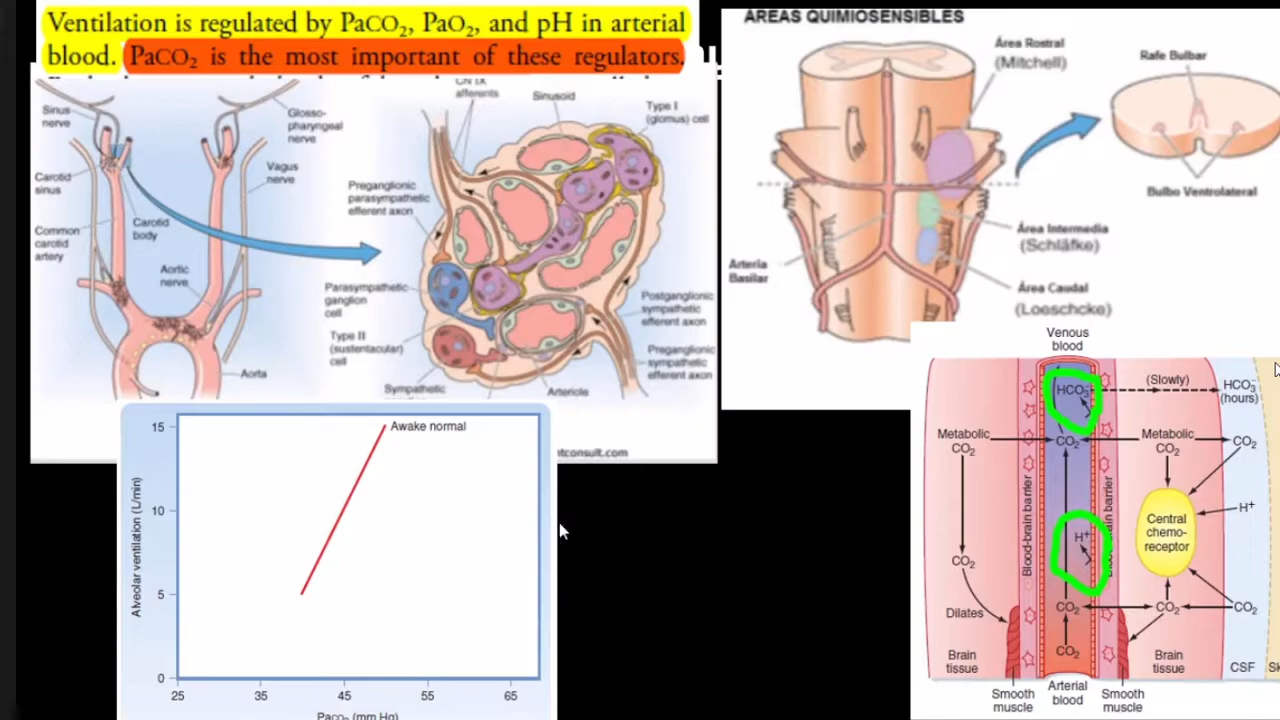 Ventilation is regulated by PaCO₂, PaO₂, and pH in arterial
blood. PaCO₂ is the most important of these regulators.
Sinus
nerve
Glosso-
pharyngeal
nerve
Vagus
nerve
Carotid
sinus
Common
carotid
artery
Carotid
body
Aortic
nerve
Aorta
CN IX
afferents
Sinusoid
Type I
(glomus) cell
Preganglionic
parasympathetic
efferent axon
Parasympathetic
ganglion
cell
Type II
(sustentacular)
cell
Sympathetic
Arteriole
Postganglionic
sympathetic
efferent axon
Preganglionic
sympathetic
efferent axon
ntconsult.com
AREAS QUIMIOSENSIBLES
Área Rostral
(Mitchell)
Rafe Bulbar
Bulbo Ventrolateral
Área Intermedia
(Schläfke)
Arteria
Basilar
Área Caudal
(Loeschcke)
Awake normal
Alveolar ventilation (L/min)
15
10
5
0
25 35 45 55 65
PaCO₂ (mm Hg)
Venous
blood
HCO₃⁻
(Slowly)
HCO₃⁻
(hours)
Metabolic
CO₂
CO₂
Metabolic
CO₂
CO₂
Blood-brain barrier
Blood-brain barrier
H⁺
Central
chemo-
receptor
H⁺
CO₂
CO₂
CO₂
CO₂
Dilates
CO₂
Brain
tissue
Brain
tissue
CSF
Sk
Smooth
muscle
Arterial
blood
Smooth
muscle